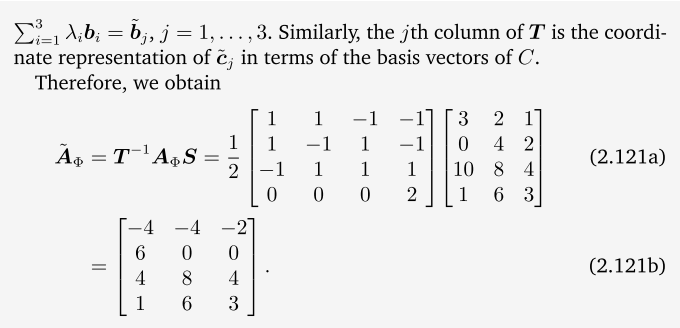 $\sum_{i=1}^{3} \lambda_i \boldsymbol{b}_i = \tilde{\boldsymbol{b}}_j$, $j = 1, \ldots, 3$. Similarly, the $j$th column of $\boldsymbol{T}$ is the coordi-
nate representation of $\tilde{\boldsymbol{c}}_j$ in terms of the basis vectors of $C$.
Therefore, we obtain
$\tilde{\boldsymbol{A}}_\Phi = \boldsymbol{T}^{-1} \boldsymbol{A}_\Phi \boldsymbol{S} = \frac{1}{2} \begin{bmatrix} 1 & 1 & -1 & -1 \\ 1 & -1 & 1 & -1 \\ -1 & 1 & 1 & 1 \\ 0 & 0 & 0 & 2 \end{bmatrix} \begin{bmatrix} 3 & 2 & 1 \\ 0 & 4 & 2 \\ 10 & 8 & 4 \\ 1 & 6 & 3 \end{bmatrix}$ (2.121a)
$= \begin{bmatrix} -4 & -4 & -2 \\ 6 & 0 & 0 \\ 4 & 8 & 4 \\ 1 & 6 & 3 \end{bmatrix}.$ (2.121b)